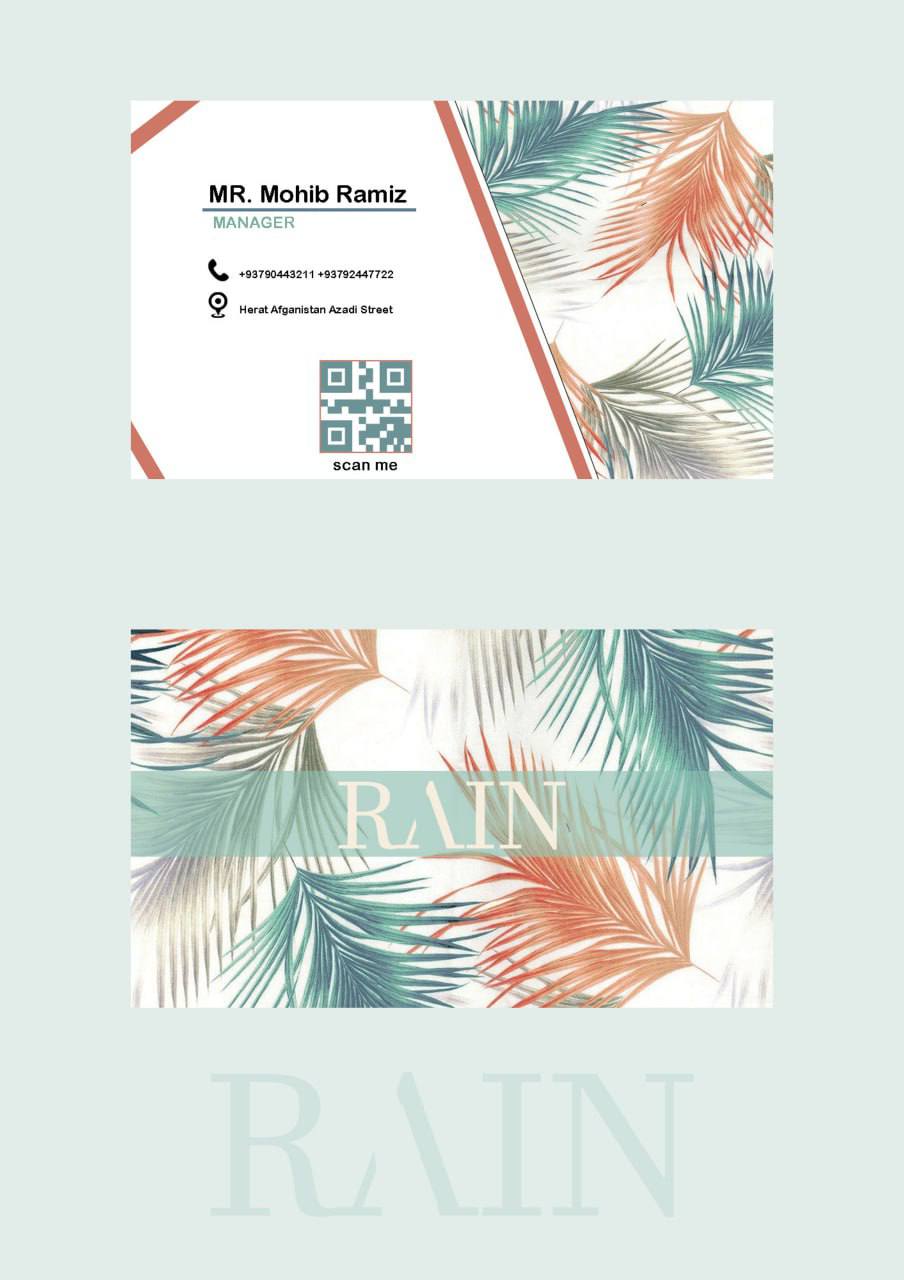 MR. Mohib Ramiz
MANAGER
+93790443211 +93792447722
Herat Afganistan Azadi Street
scan me
RAIN
RAIN